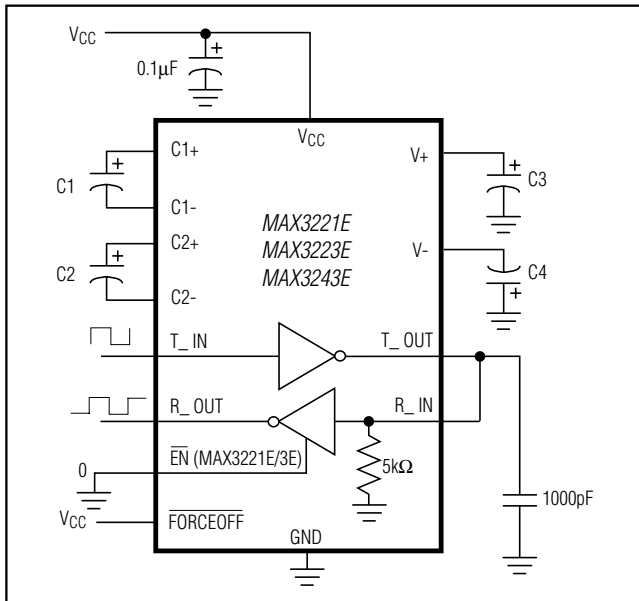 VCC
0.1µF
VCC
C1+
V+
C1
C3
C1-
MAX3221E
C2+
MAX3223E
V-
C2
MAX3243E
C4
C2-
T_ IN
T_ OUT
R_ OUT
R_ IN
0
EN (MAX3221E/3E)
5kΩ
1000pF
VCC
FORCEOFF
GND